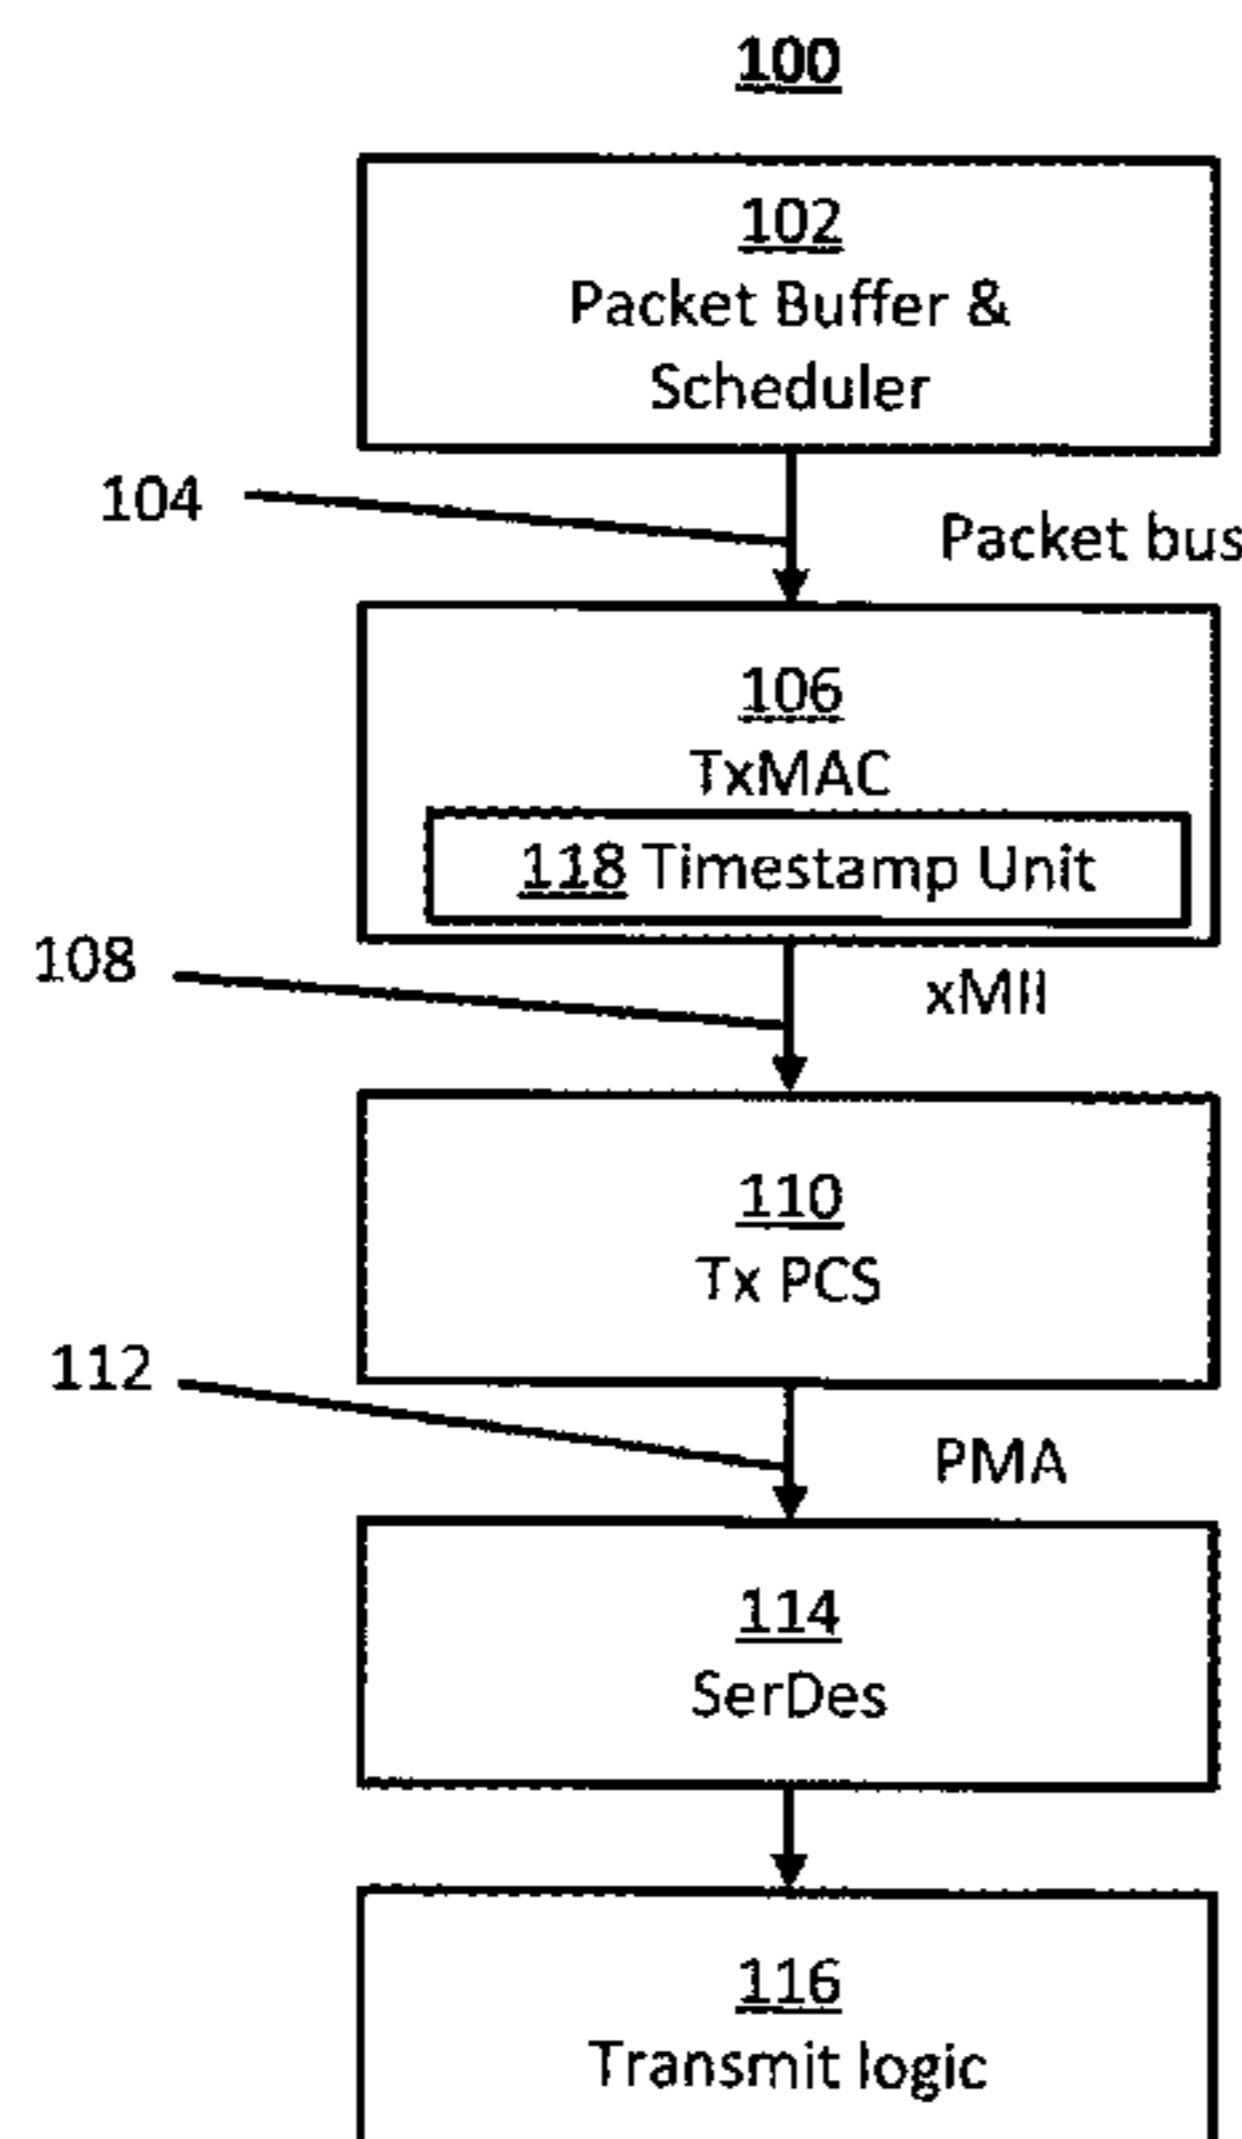 100
102
Packet Buffer &
Scheduler
104
Packet bus
106
TxMAC
118 Timestamp Unit
108
xMII
110
Tx PCS
112
PMA
114
SerDes
116
Transmit logic